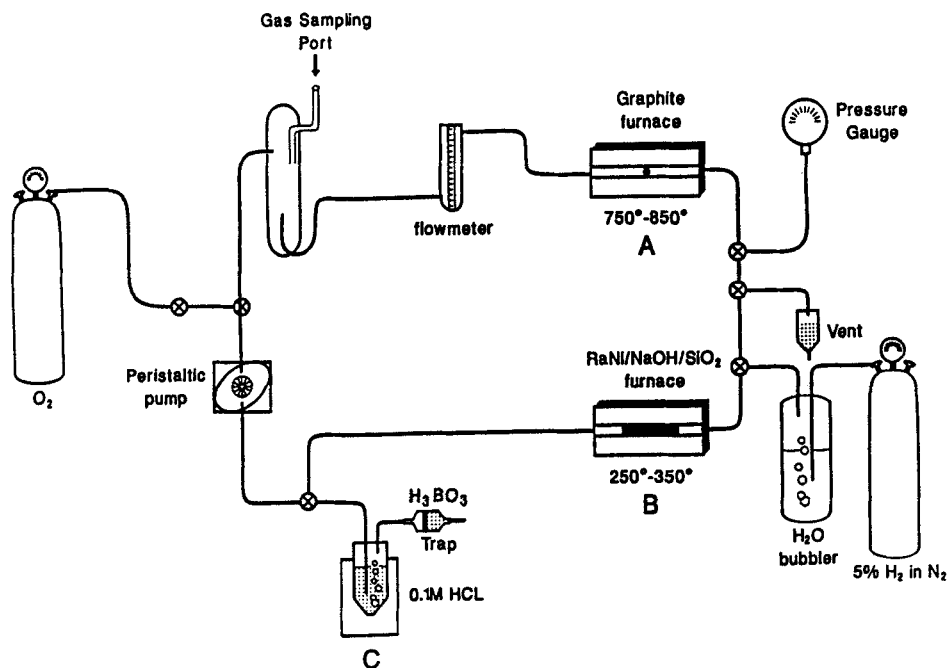 Gas Sampling
Port
Graphite
furnace
Pressure
Gauge
flowmeter
750°-850°
A
Vent
RaNi/NaOH/SiO₂
furnace
Peristaltic
pump
O₂
250°-350°
B
H₃BO₃
Trap
H₂O
bubbler
5% H₂ in N₂
0.1M HCL
C